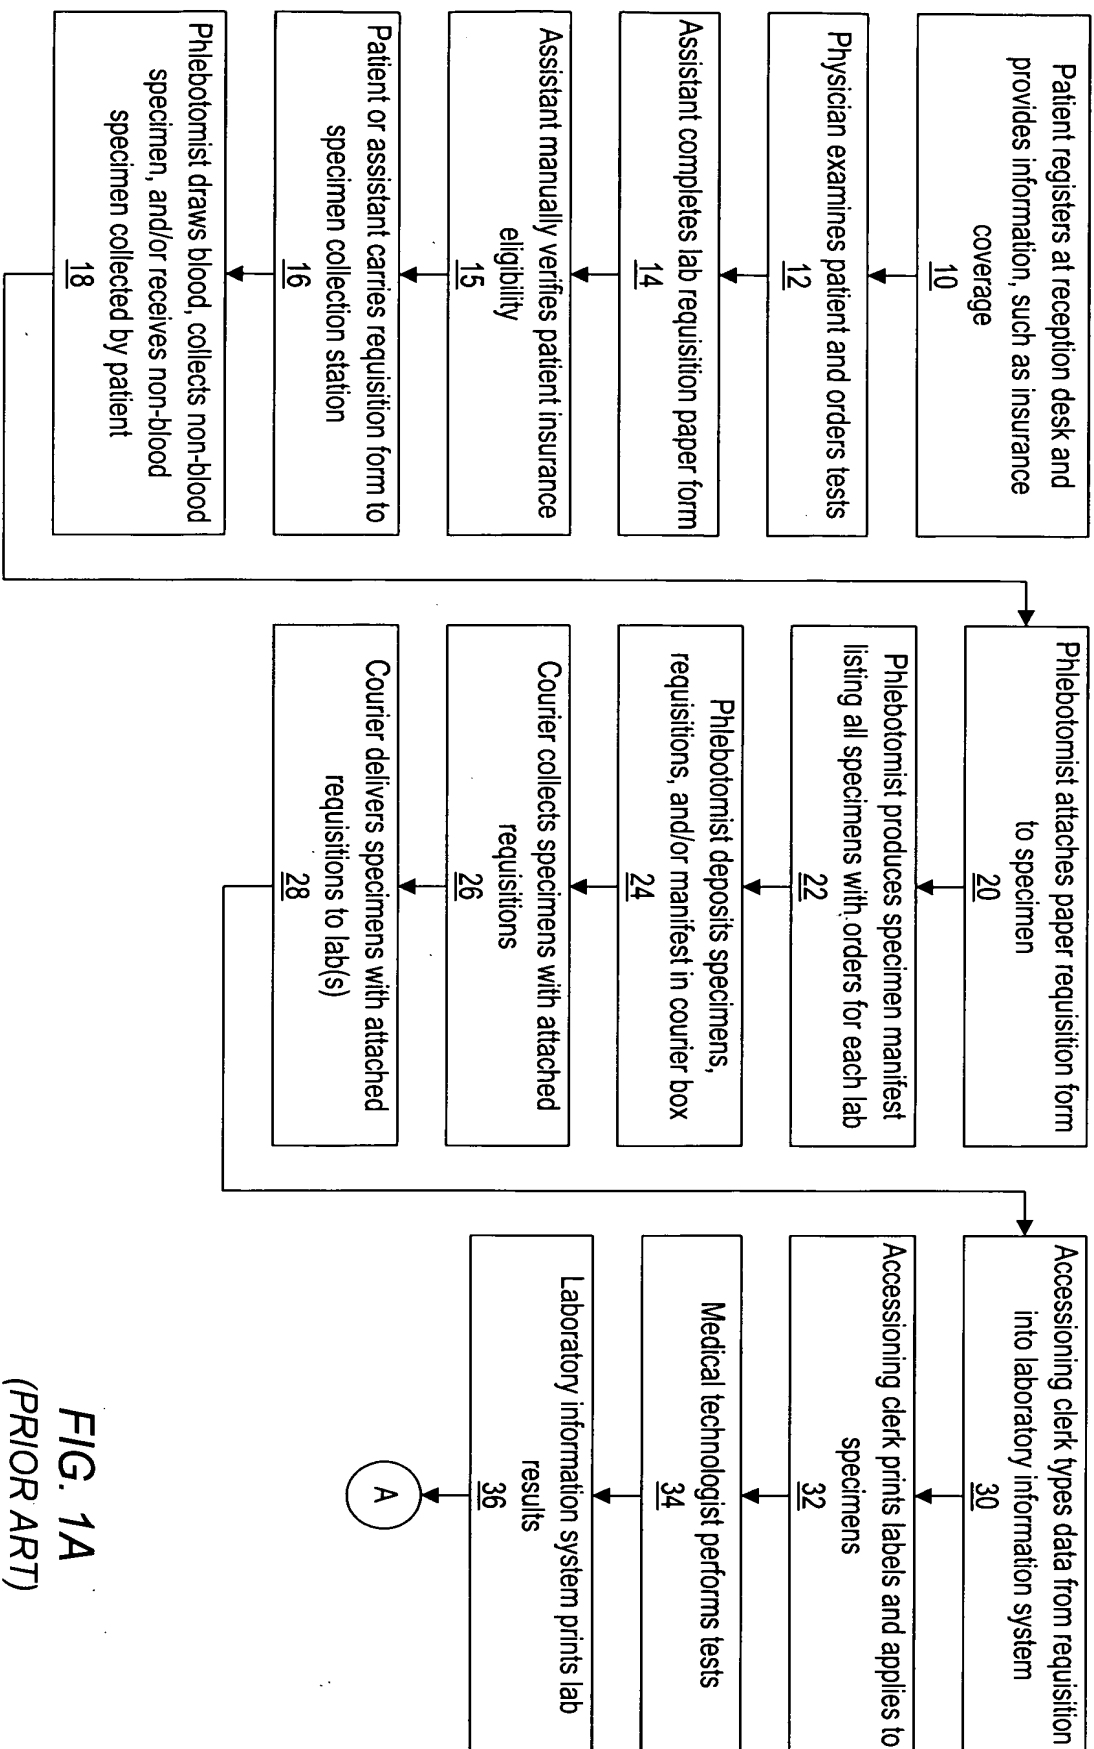 Patient registers at reception desk and
provides information, such as insurance
coverage
10
Physician examines patient and orders tests
12
Assistant completes lab requisition paper form
14
Assistant manually verifies patient insurance
eligibility
15
Patient or assistant carries requisition form to
specimen collection station
16
Phlebotomist draws blood, collects non-blood
specimen, and/or receives non-blood
specimen collected by patient
18
Phlebotomist attaches paper requisition form
to specimen
20
Phlebotomist produces specimen manifest
listing all specimens with orders for each lab
22
Phlebotomist deposits specimens,
requisitions, and/or manifest in courier box
24
Courier collects specimens with attached
requisitions
26
Courier delivers specimens with attached
requisitions to lab(s)
28
Accessioning clerk types data from requisition
into laboratory information system
30
Accessioning clerk prints labels and applies to
specimens
32
Medical technologist performs tests
34
Laboratory information system prints lab
results
36
A
FIG. 1A
(PRIOR ART)